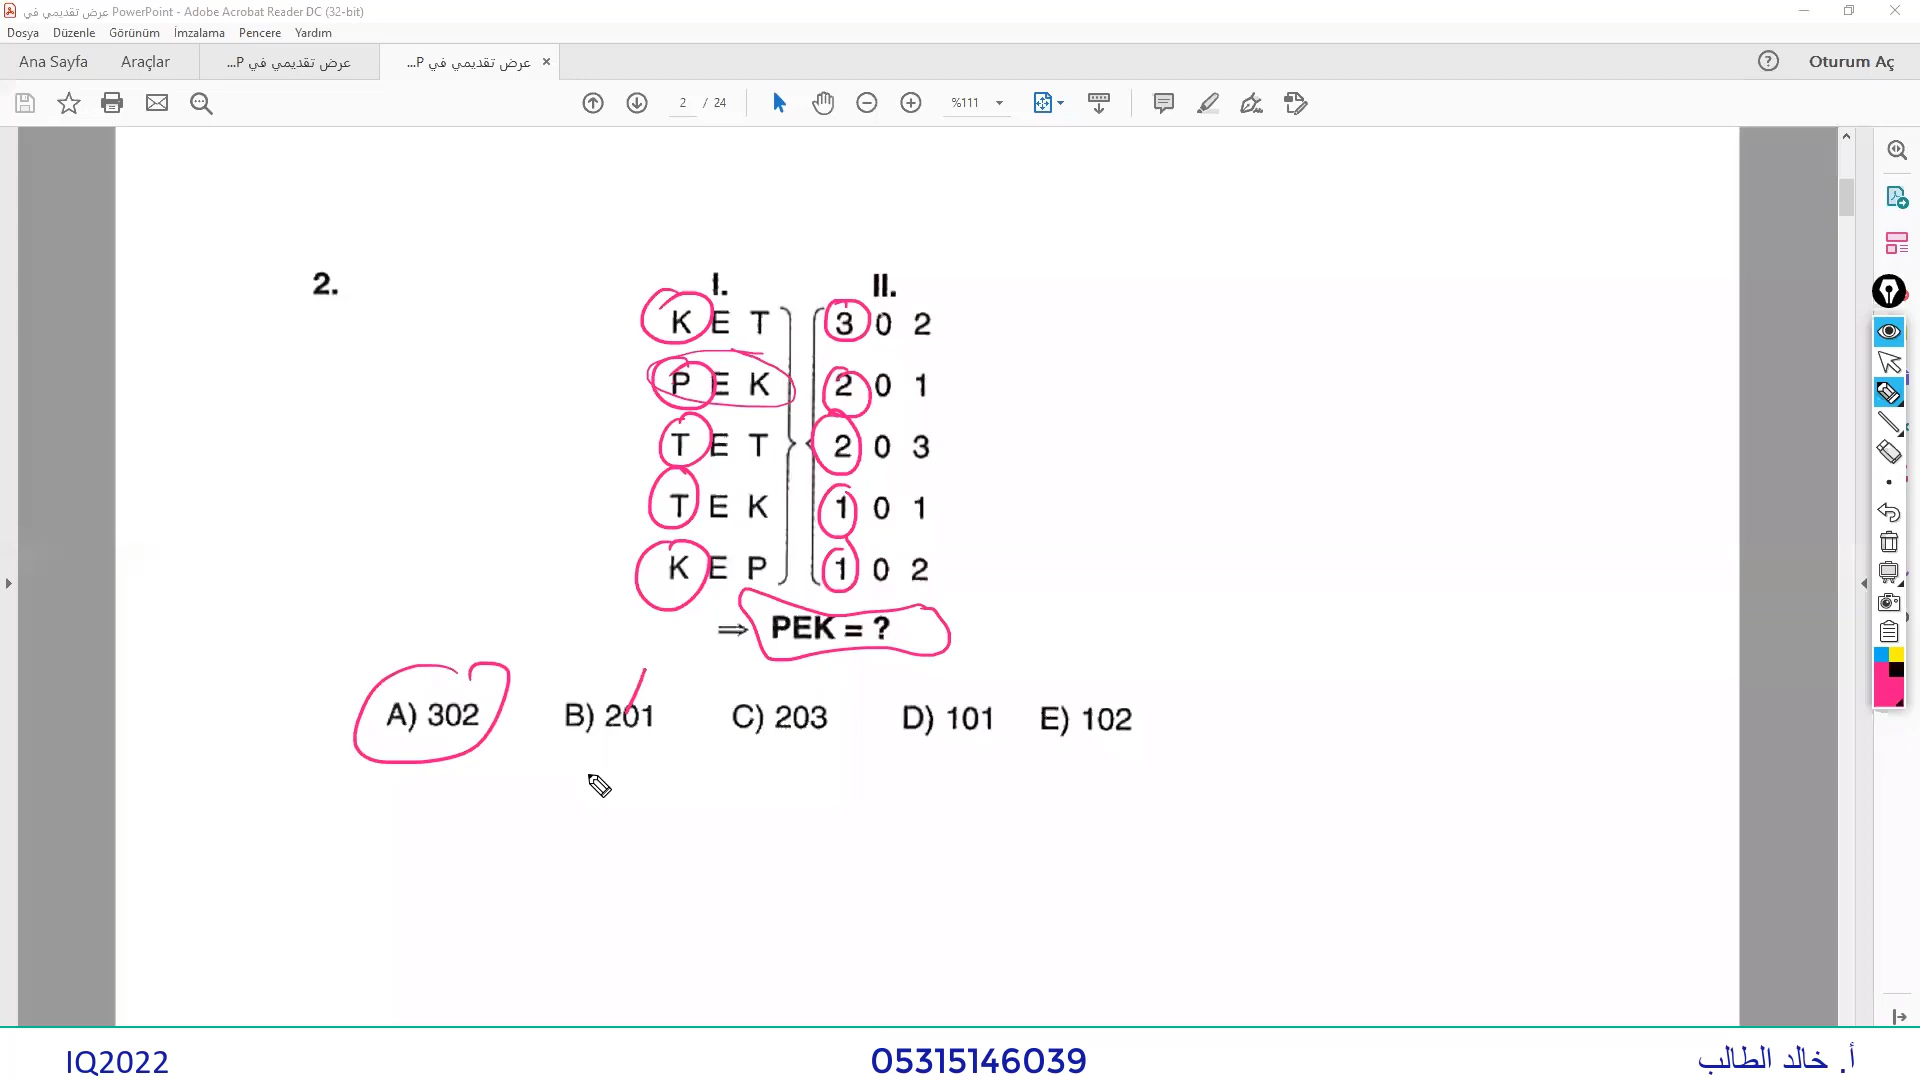 عرض تقديمي في PowerPoint - Adobe Acrobat Reader DC (32-bit)
Dosya Düzenle Görünüm İmzalama Pencere Yardım
Ana Sayfa Araçlar عرض تقديمي في P... عرض تقديمي في P... Oturum Aç
2 / 24 %111
2. I. II.
K E T 3 0 2
P E K 2 0 1
T E T 2 0 3
T E K 1 0 1
K E P 1 0 2
⇒ PEK = ?
A) 302 B) 201 C) 203 D) 101 E) 102
IQ2022 05315146039 أ. خالد الطالب